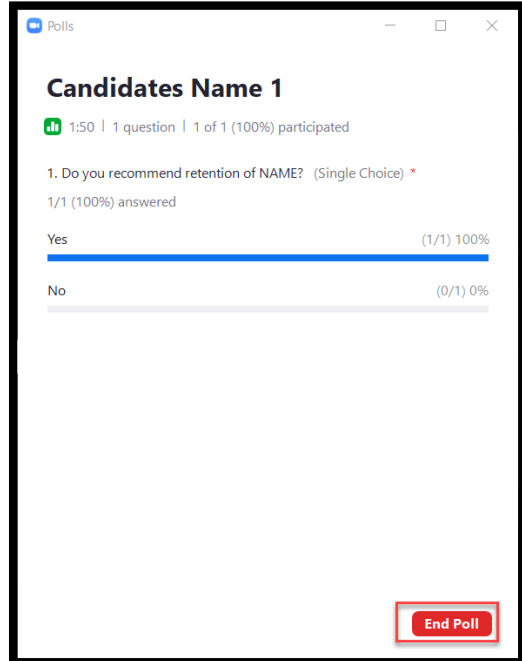 Polls
Candidates Name 1
1:50 | 1 question | 1 of 1 (100%) participated
1. Do you recommend retention of NAME? (Single Choice) *
1/1 (100%) answered
Yes (1/1) 100%
No (0/1) 0%
End Poll